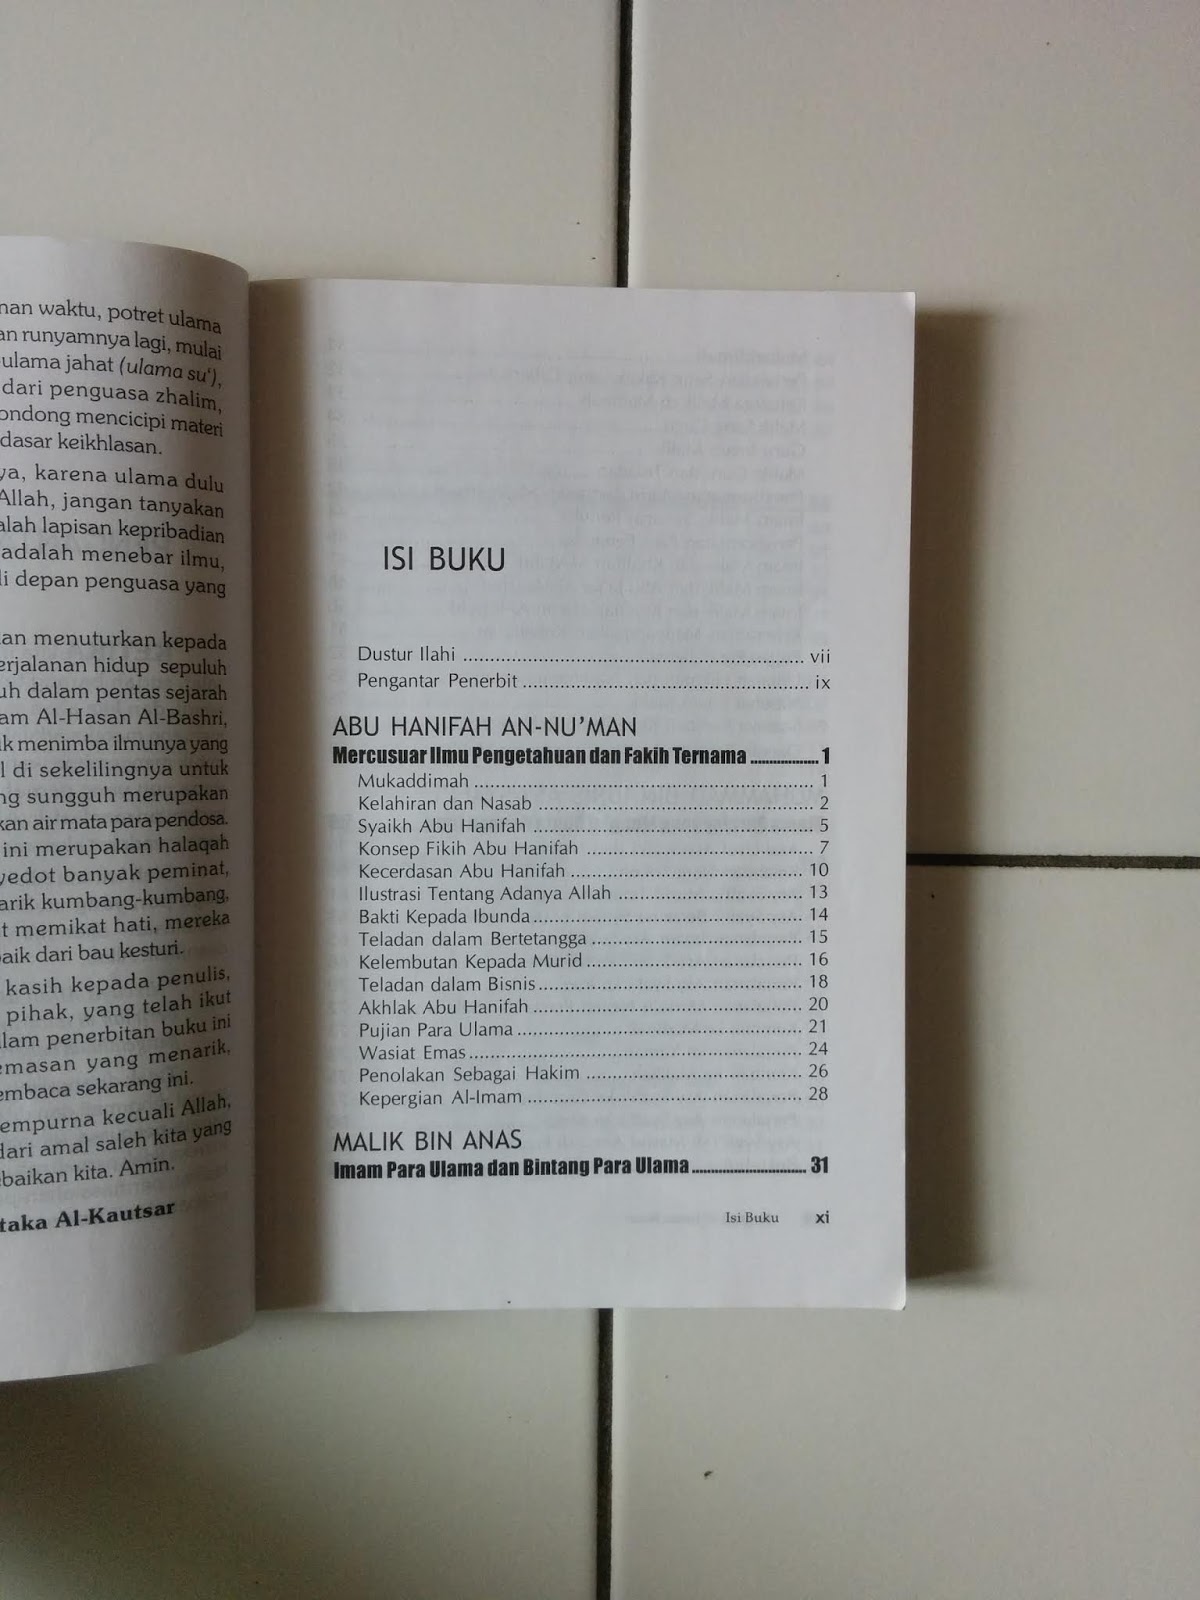 nan waktu, potret ulama
an runyamnya lagi, mulai
ulama jahat (ulama su'),
dari penguasa zhalim,
ondong mencicipi materi
dasar keikhlasan.
ya, karena ulama dulu
Allah, jangan tanyakan
alah lapisan kepribadian
adalah menebar ilmu,
di depan penguasa yang
kan menuturkan kepada
erjalanan hidup sepuluh
uh dalam pentas sejarah
am Al-Hasan Al-Bashri,
k menimba ilmunya yang
l di sekelilingnya untuk
ng sungguh merupakan
kan air mata para pendosa.
ini merupakan halaqah
yedot banyak peminat,
arik kumbang-kumbang,
t memikat hati, mereka
baik dari bau kesturi.
kasih kepada penulis,
pihak, yang telah ikut
lam penerbitan buku ini
emasan yang menarik,
embaca sekarang ini.
empurna kecuali Allah,
dari amal saleh kita yang
ebaikan kita. Amin.
taka Al-Kautsar
ISI BUKU
Dustur Ilahi ........ vii
Pengantar Penerbit ........ ix
ABU HANIFAH AN-NU'MAN
Mercusuar Ilmu Pengetahuan dan Fakih Ternama ........ 1
Mukaddimah ........ 1
Kelahiran dan Nasab ........ 2
Syaikh Abu Hanifah ........ 5
Konsep Fikih Abu Hanifah ........ 7
Kecerdasan Abu Hanifah ........ 10
Ilustrasi Tentang Adanya Allah ........ 13
Bakti Kepada Ibunda ........ 14
Teladan dalam Bertetangga ........ 15
Kelembutan Kepada Murid ........ 16
Teladan dalam Bisnis ........ 18
Akhlak Abu Hanifah ........ 20
Pujian Para Ulama ........ 21
Wasiat Emas ........ 24
Penolakan Sebagai Hakim ........ 26
Kepergian Al-Imam ........ 28
MALIK BIN ANAS
Imam Para Ulama dan Bintang Para Ulama ........ 31
Isi Buku xi